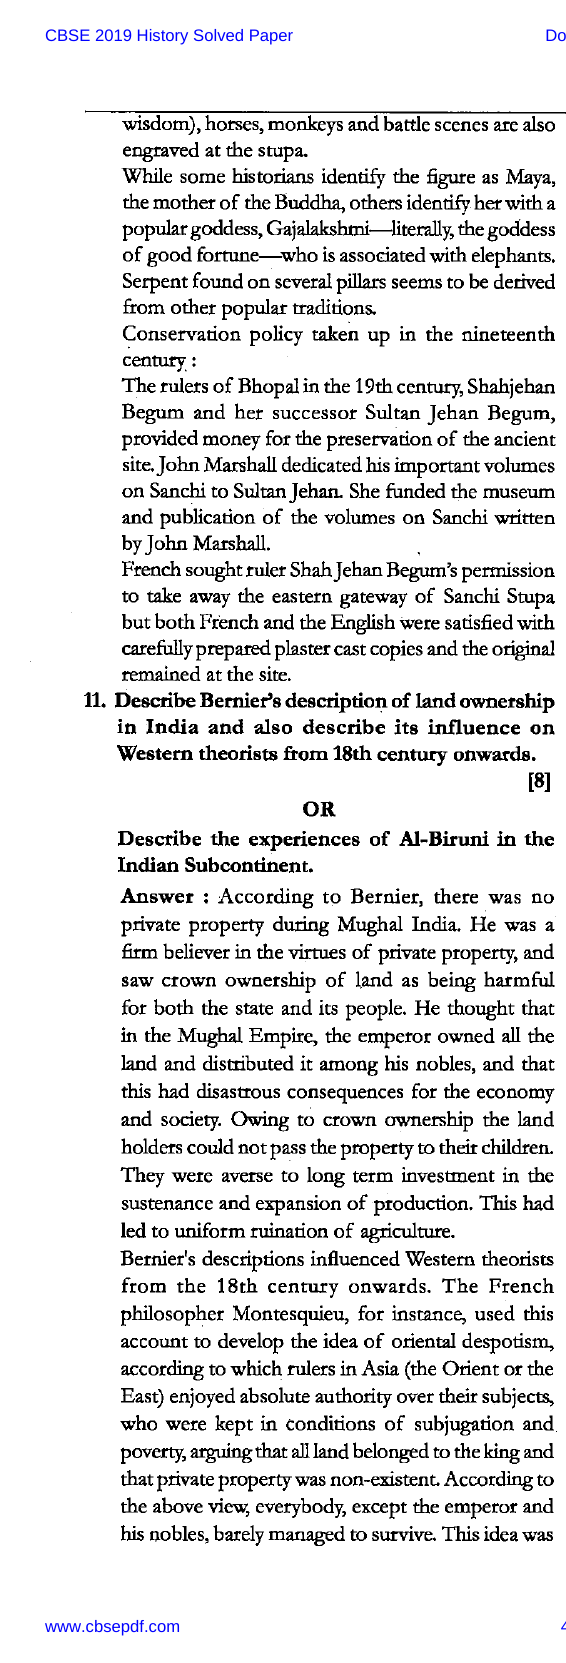 CBSE 2019 History Solved Paper Do
wisdom), horses, monkeys and battle scenes are also
engraved at the stupa.
While some historians identify the figure as Maya,
the mother of the Buddha, others identify her with a
popular goddess, Gajalakshmi—literally, the goddess
of good fortune—who is associated with elephants.
Serpent found on several pillars seems to be derived
from other popular traditions.
Conservation policy taken up in the nineteenth
century :
The rulers of Bhopal in the 19th century, Shahjehan
Begum and her successor Sultan Jehan Begum,
provided money for the preservation of the ancient
site. John Marshall dedicated his important volumes
on Sanchi to Sultan Jehan. She funded the museum
and publication of the volumes on Sanchi written
by John Marshall.
French sought ruler Shah Jehan Begum's permission
to take away the eastern gateway of Sanchi Stupa
but both French and the English were satisfied with
carefully prepared plaster cast copies and the original
remained at the site.
11. Describe Bernier's description of land ownership
in India and also describe its influence on
Western theorists from 18th century onwards.
[8]
OR
Describe the experiences of Al-Biruni in the
Indian Subcontinent.
Answer : According to Bernier, there was no
private property during Mughal India. He was a
firm believer in the virtues of private property, and
saw crown ownership of land as being harmful
for both the state and its people. He thought that
in the Mughal Empire, the emperor owned all the
land and distributed it among his nobles, and that
this had disastrous consequences for the economy
and society. Owing to crown ownership the land
holders could not pass the property to their children.
They were averse to long term investment in the
sustenance and expansion of production. This had
led to uniform ruination of agriculture.
Bernier's descriptions influenced Western theorists
from the 18th century onwards. The French
philosopher Montesquieu, for instance, used this
account to develop the idea of oriental despotism,
according to which rulers in Asia (the Orient or the
East) enjoyed absolute authority over their subjects,
who were kept in conditions of subjugation and
poverty, arguing that all land belonged to the king and
that private property was non-existent. According to
the above view, everybody, except the emperor and
his nobles, barely managed to survive. This idea was
www.cbsepdf.com 4